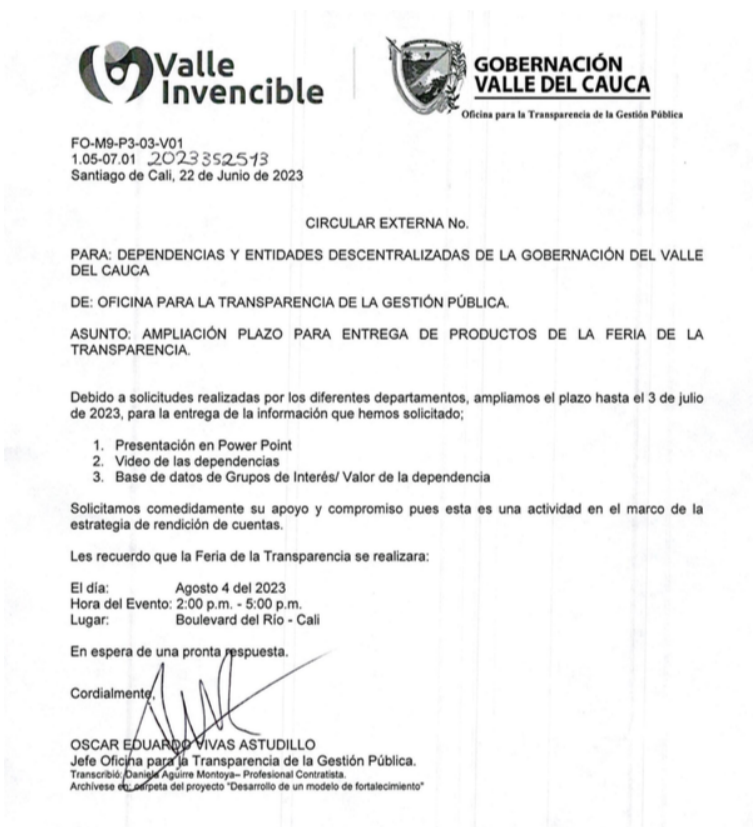 Valle
Invencible
GOBERNACIÓN
VALLE DEL CAUCA
Oficina para la Transparencia de la Gestión Pública
FO-M9-P3-03-V01
1.05-07.01 2023352513
Santiago de Cali, 22 de Junio de 2023
CIRCULAR EXTERNA No.
PARA: DEPENDENCIAS Y ENTIDADES DESCENTRALIZADAS DE LA GOBERNACIÓN DEL VALLE
DEL CAUCA
DE: OFICINA PARA LA TRANSPARENCIA DE LA GESTIÓN PÚBLICA.
ASUNTO: AMPLIACIÓN PLAZO PARA ENTREGA DE PRODUCTOS DE LA FERIA DE LA
TRANSPARENCIA.
Debido a solicitudes realizadas por los diferentes departamentos, ampliamos el plazo hasta el 3 de julio
de 2023, para la entrega de la información que hemos solicitado;
1. Presentación en Power Point
2. Video de las dependencias
3. Base de datos de Grupos de Interés/ Valor de la dependencia
Solicitamos comedidamente su apoyo y compromiso pues esta es una actividad en el marco de la
estrategia de rendición de cuentas.
Les recuerdo que la Feria de la Transparencia se realizara:
El día: Agosto 4 del 2023
Hora del Evento: 2:00 p.m. - 5:00 p.m.
Lugar: Boulevard del Río - Cali
En espera de una pronta respuesta.
Cordialmente,
OSCAR EDUARDO VIVAS ASTUDILLO
Jefe Oficina para la Transparencia de la Gestión Pública.
Transcribió: Daniela Aguirre Montoya– Profesional Contratista.
Archívese en: carpeta del proyecto "Desarrollo de un modelo de fortalecimiento"